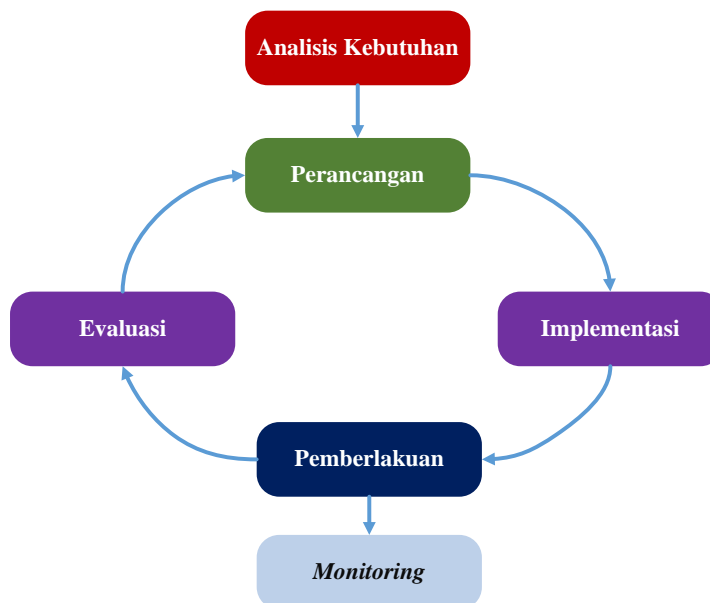 Analisis Kebutuhan
Perancangan
Evaluasi
Implementasi
Pemberlakuan
Monitoring